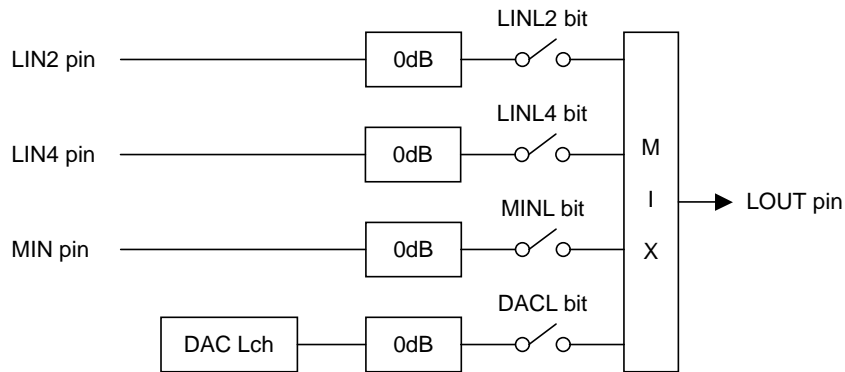 LINL2 bit
LIN2 pin
0dB
LINL4 bit
LIN4 pin
0dB
M
I
X
LOUT pin
MINL bit
MIN pin
0dB
DACL bit
DAC Lch
0dB